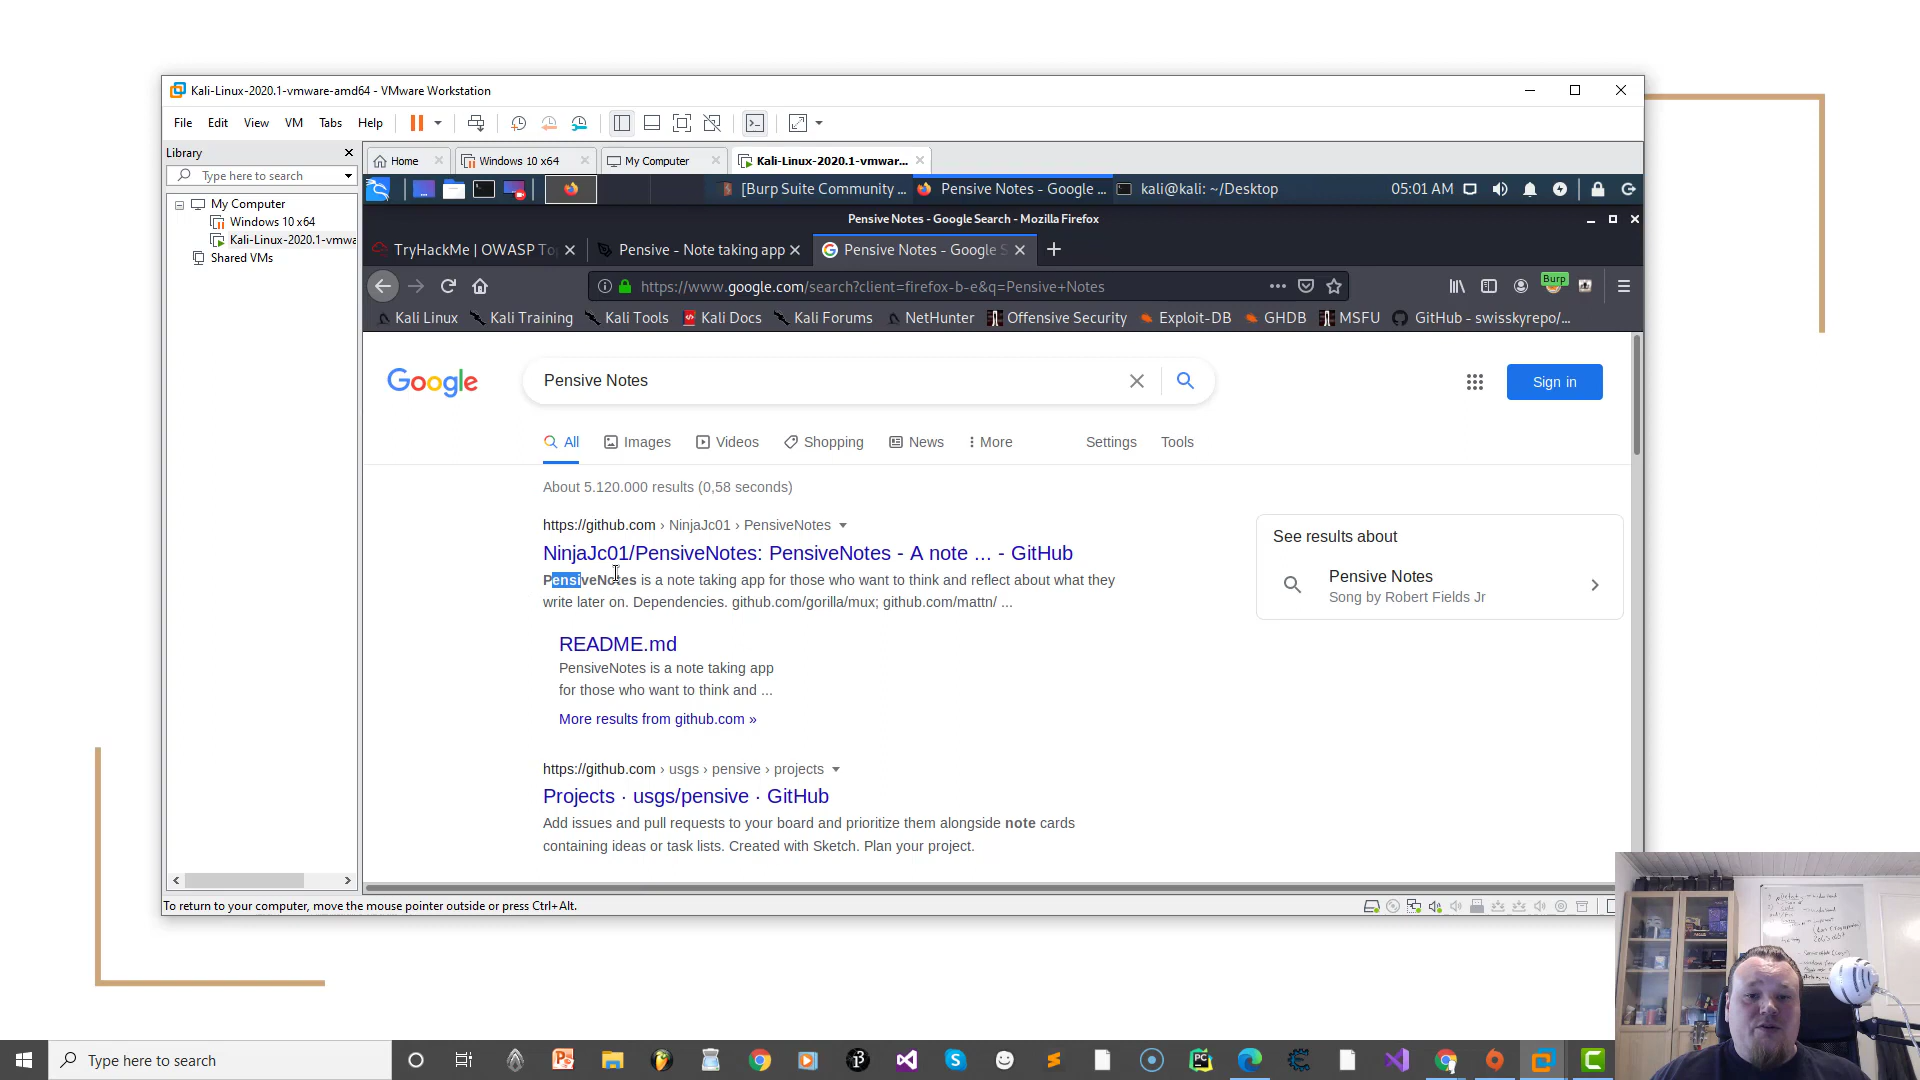 Kali-Linux-2020.1-vmware-amd64 - VMware Workstation
File Edit View VM Tabs Help
Library
Type here to search
My Computer
Windows 10 x64
Kali-Linux-2020.1-vmwa
Shared VMs
Home Windows 10 x64 My Computer Kali-Linux-2020.1-vmwar...
[Burp Suite Community ... Pensive Notes - Google ... kali@kali: ~/Desktop 05:01 AM
Pensive Notes - Google Search - Mozilla Firefox
TryHackMe | OWASP To Pensive - Note taking app Pensive Notes - Google S
https://www.google.com/search?client=firefox-b-e&q=Pensive+Notes
Burp
Kali Linux Kali Training Kali Tools Kali Docs Kali Forums NetHunter Offensive Security Exploit-DB GHDB MSFU GitHub - swisskyrepo/...
Google
Pensive Notes
Sign in
All Images Videos Shopping News More Settings Tools
About 5.120.000 results (0,58 seconds)
https://github.com › NinjaJc01 › PensiveNotes
NinjaJc01/PensiveNotes: PensiveNotes - A note ... - GitHub
PensiveNotes is a note taking app for those who want to think and reflect about what they
write later on. Dependencies. github.com/gorilla/mux; github.com/mattn/ ...
README.md
PensiveNotes is a note taking app
for those who want to think and ...
More results from github.com »
https://github.com › usgs › pensive › projects
Projects · usgs/pensive · GitHub
Add issues and pull requests to your board and prioritize them alongside note cards
containing ideas or task lists. Created with Sketch. Plan your project.
See results about
Pensive Notes
Song by Robert Fields Jr
To return to your computer, move the mouse pointer outside or press Ctrl+Alt.
Type here to search